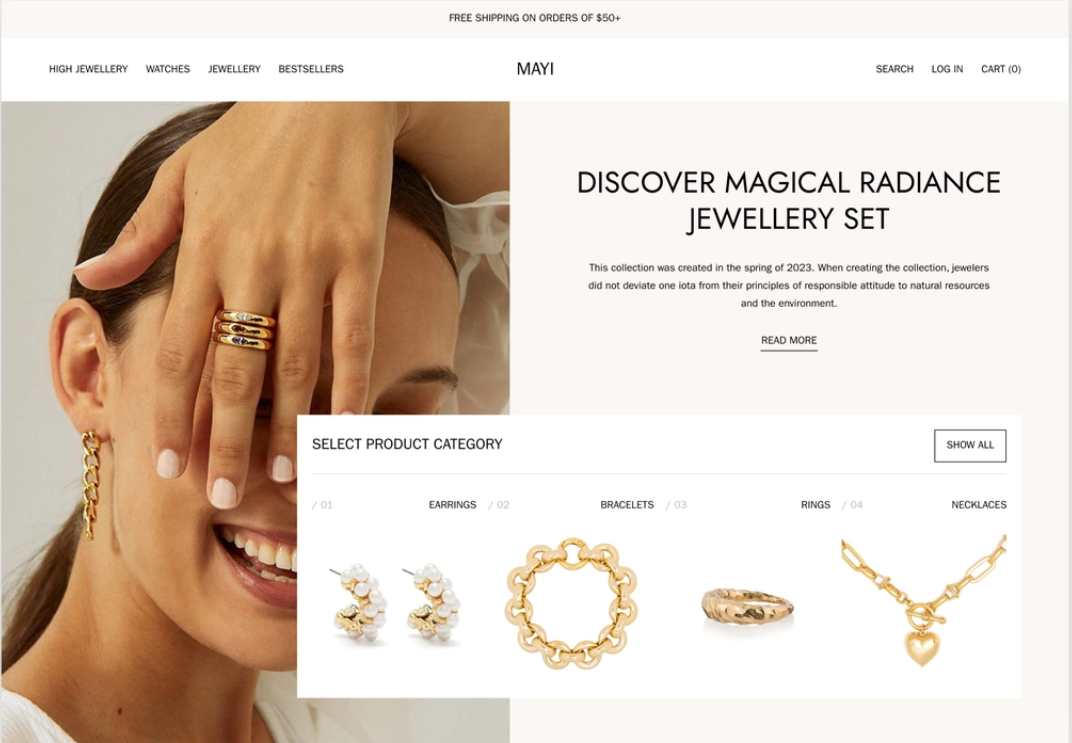 FREE SHIPPING ON ORDERS OF $50+
HIGH JEWELLERY
WATCHES
JEWELLERY
BESTSELLERS
MAYI
SEARCH
LOG IN
CART (0)
DISCOVER MAGICAL RADIANCE
JEWELLERY SET
This collection was created in the spring of 2023. When creating the collection, jewelers
did not deviate one iota from their principles of responsible attitude to natural resources
and the environment.
READ MORE
SELECT PRODUCT CATEGORY
SHOW ALL
/ 01
EARRINGS
/ 02
BRACELETS
/ 03
RINGS
/ 04
NECKLACES